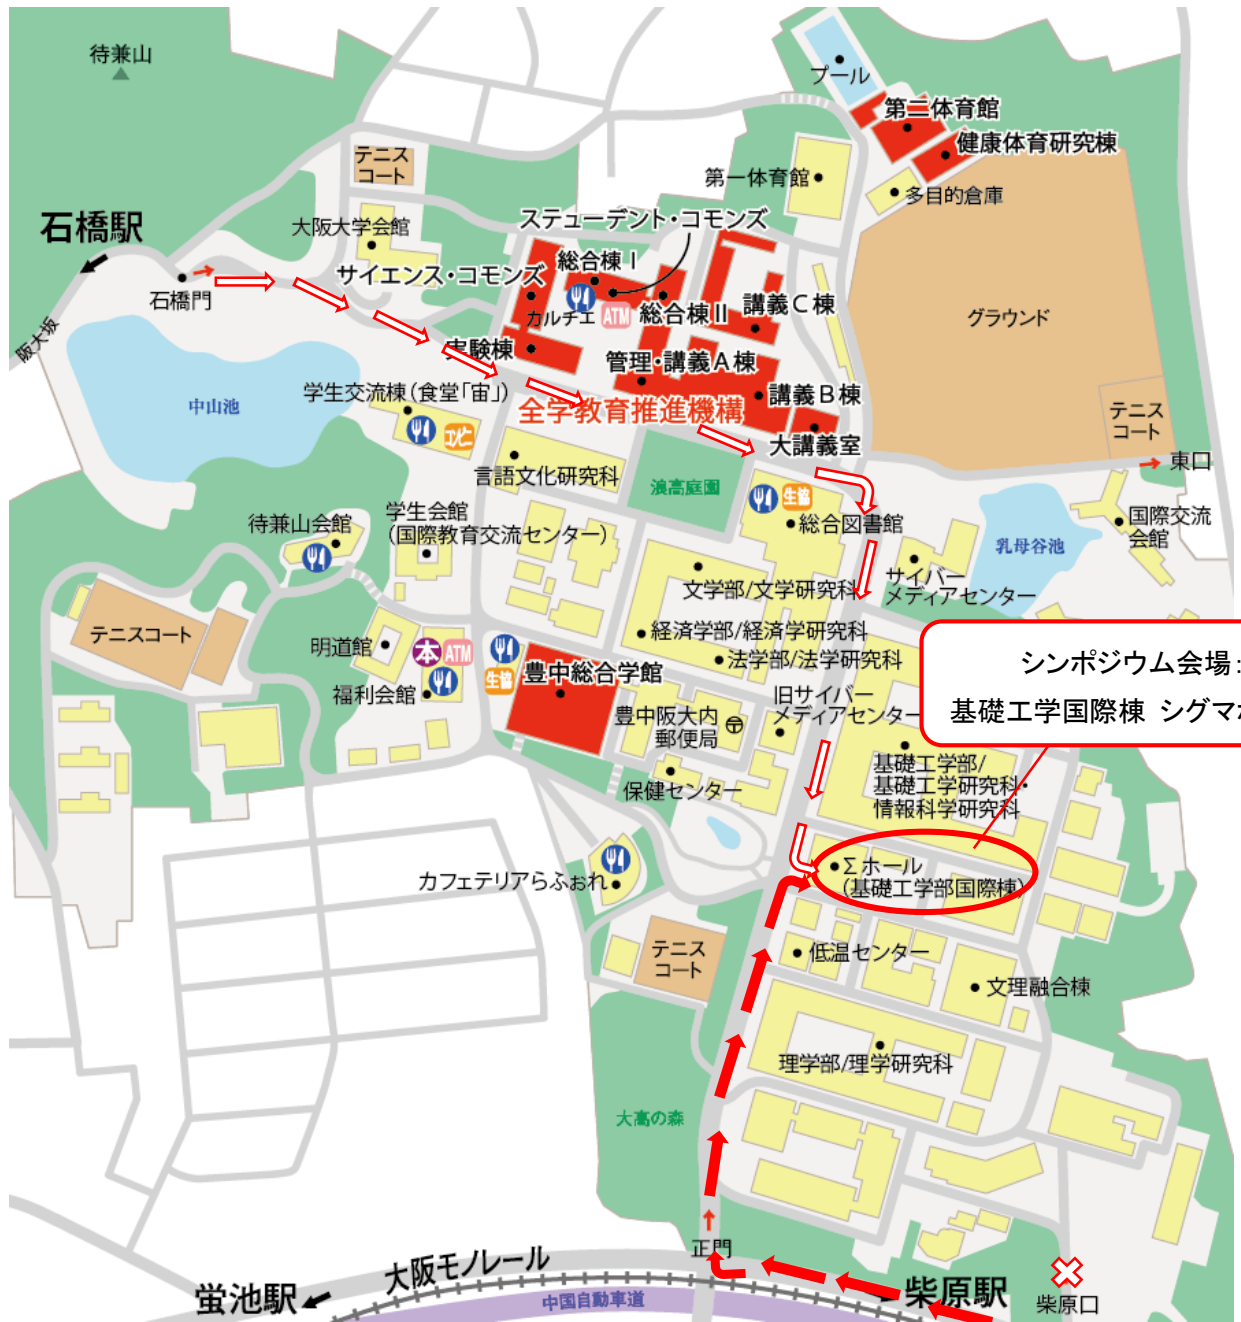 待兼山
プール
第二体育館
健康体育研究棟
テニス
コート
第一体育館
多目的倉庫
石橋駅
大阪大学会館
ステューデント・コモンズ
総合棟Ⅰ
サイエンス・コモンズ
石橋門
カルチエ
ATM
総合棟Ⅱ
講義C棟
グラウンド
阪大坂
実験棟
管理・講義A棟
講義B棟
中山池
学生交流棟(食堂「宙」)
コンビニ
全学教育推進機構
大講義室
テニス
コート
東口
言語文化研究科
浪高庭園
生協
総合図書館
国際交流
会館
待兼山会館
学生会館
(国際教育交流センター)
乳母谷池
サイバー
メディアセンター
文学部/文学研究科
テニスコート
明道館
本
ATM
経済学部/経済学研究科
法学部/法学研究科
シンポジウム会場:
基礎工学国際棟 シグマホ
福利会館
生協
豊中総合学館
豊中阪大内
郵便局
旧サイバー
メディアセンター
基礎工学部/
基礎工学研究科・
情報科学研究科
保健センター
カフェテリアらふぉれ
Σホール
(基礎工学部国際棟)
テニス
コート
低温センター
文理融合棟
理学部/理学研究科
大高の森
正門
大阪モノレール
蛍池駅
中国自動車道
柴原駅
柴原口